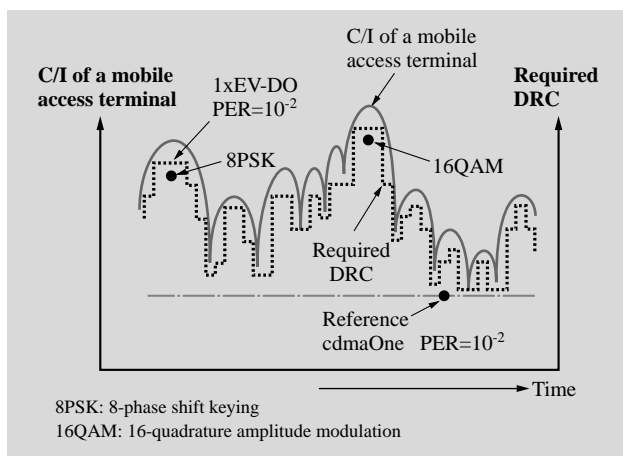 C/I of a mobile
access terminal
C/I of a mobile
access terminal
1xEV-DO
PER=10⁻²
Required
DRC
8PSK
16QAM
Required
DRC
Reference
cdmaOne PER=10⁻²
Time
8PSK: 8-phase shift keying
16QAM: 16-quadrature amplitude modulation